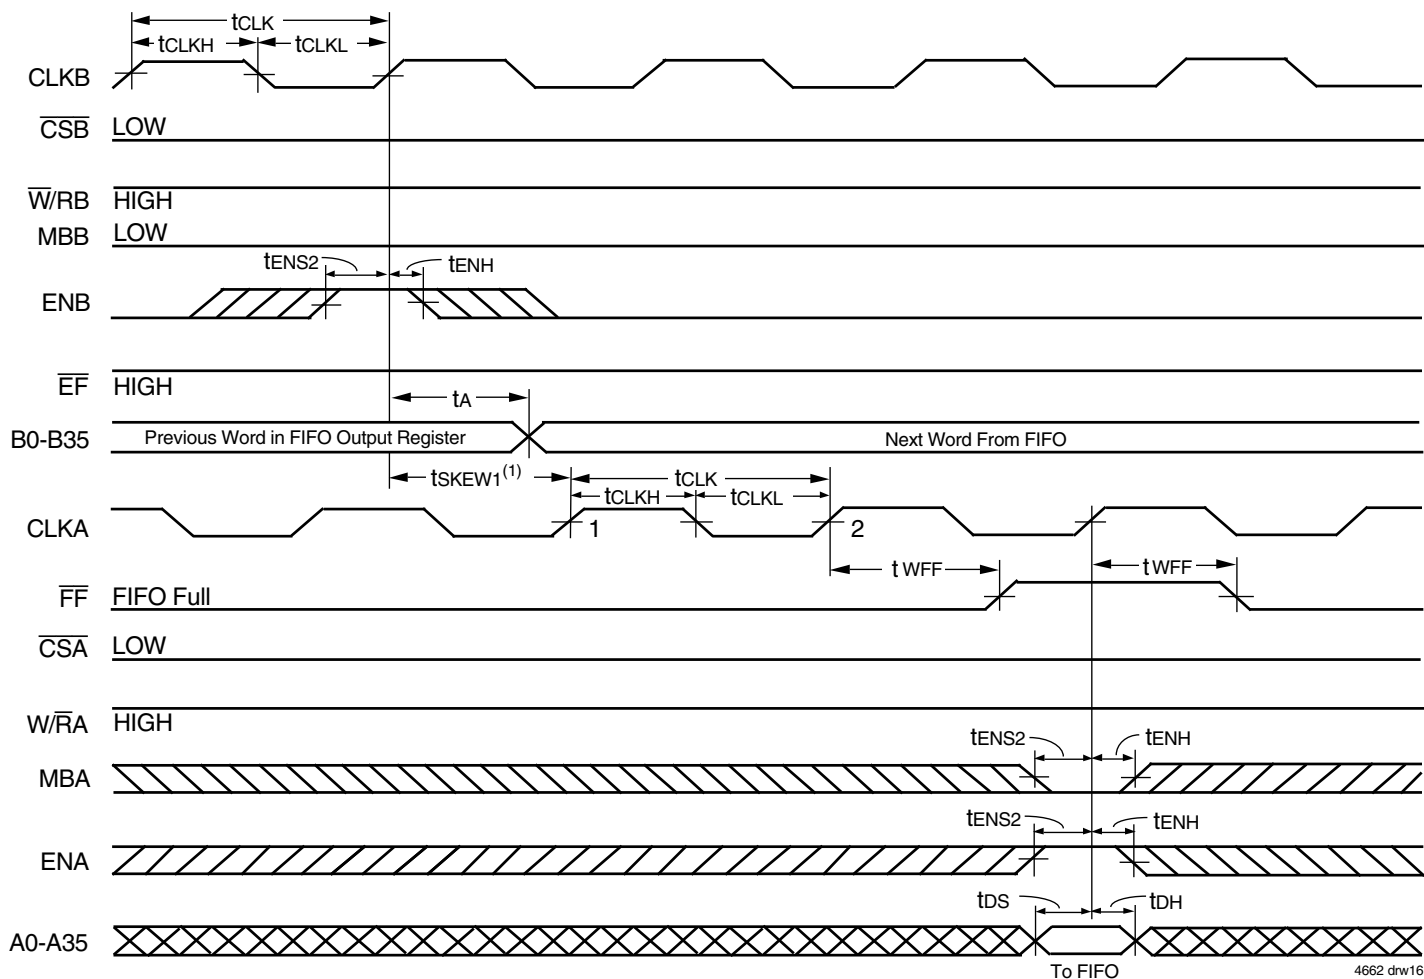 tCLK
tCLKH tCLKL
CLKB
CSB LOW
W/RB HIGH
MBB LOW
tENS2 tENH
ENB
EF HIGH
tA
B0-B35 Previous Word in FIFO Output Register Next Word From FIFO
tSKEW1(1) tCLK
tCLKH tCLKL
CLKA 1 2
tWFF tWFF
FF FIFO Full
CSA LOW
W/RA HIGH
tENS2 tENH
MBA
tENS2 tENH
ENA
tDS tDH
A0-A35
To FIFO
4662 drw16